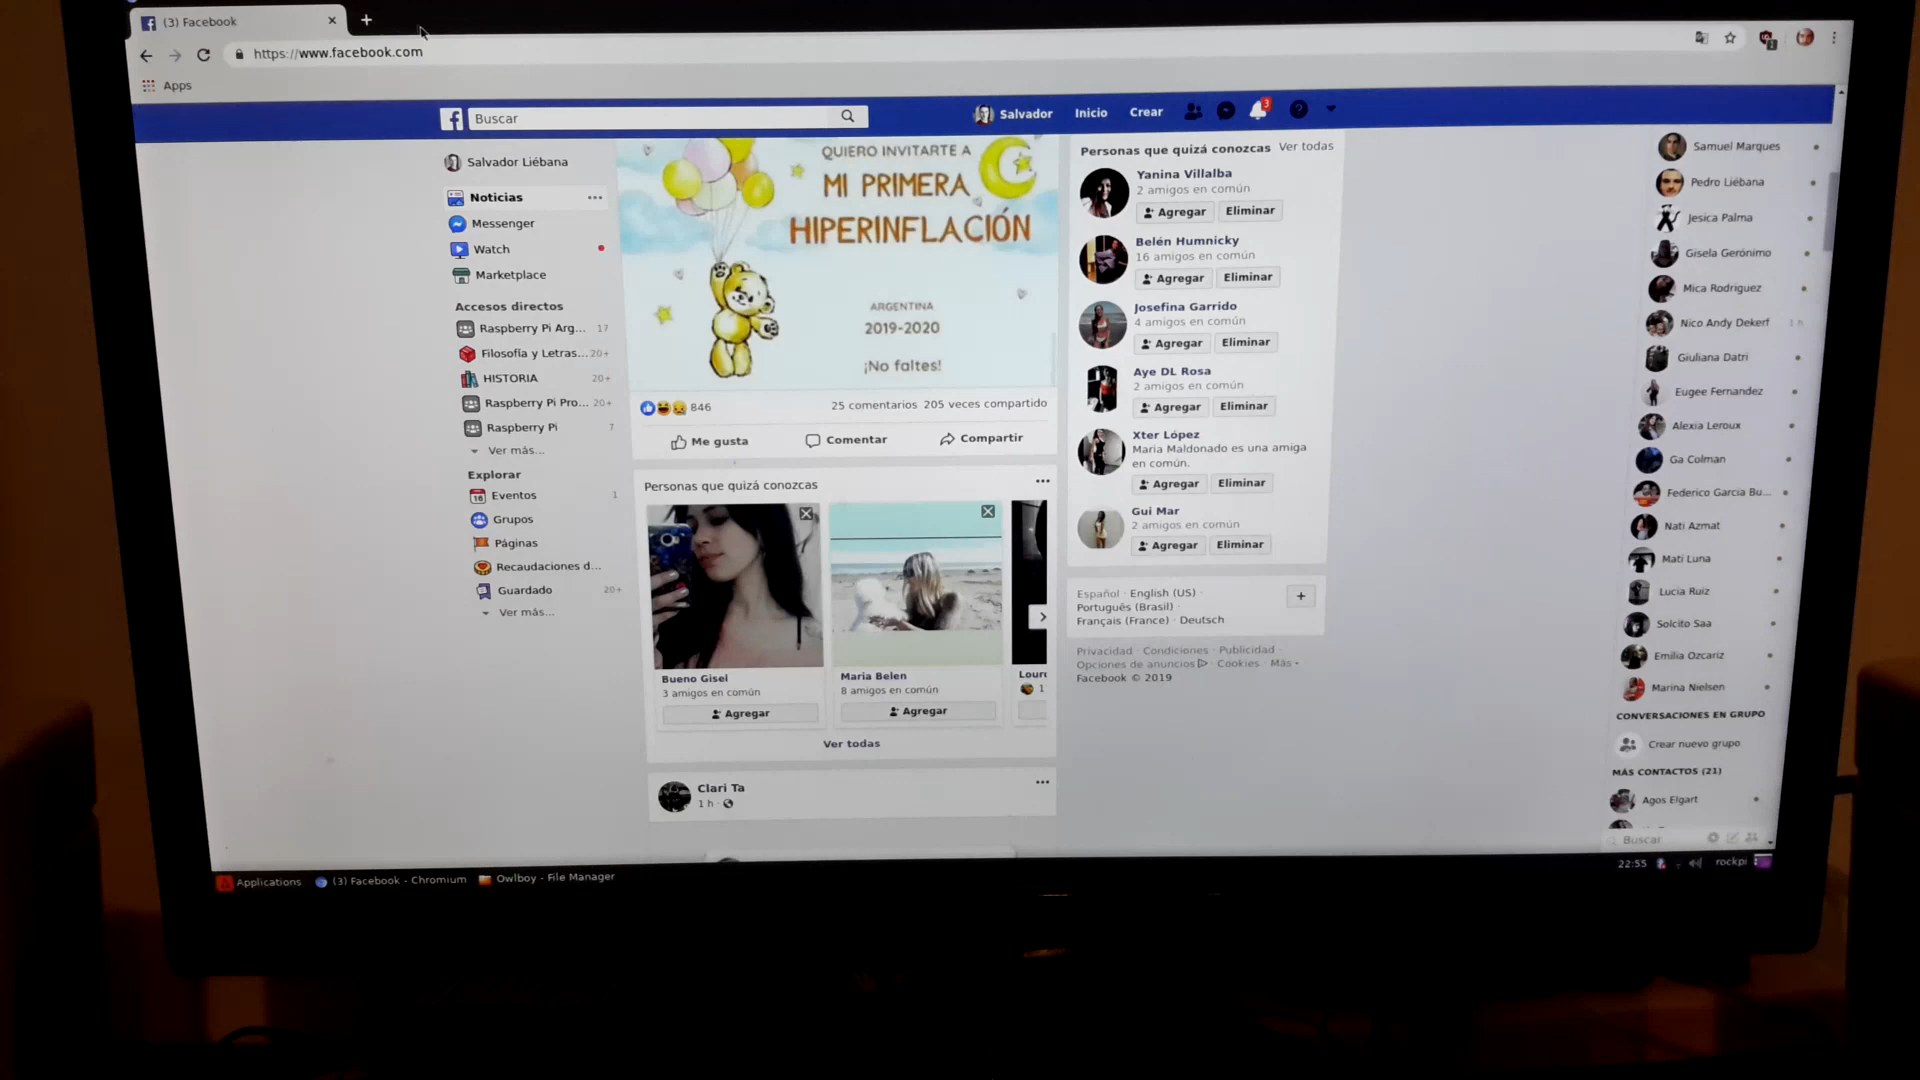 (3) Facebook
https://www.facebook.com
Apps
Buscar
Salvador
Inicio
Crear
3
Salvador Liébana
Noticias
Messenger
Watch
Marketplace
Accesos directos
Raspberry Pi Arg... 17
Filosofía y Letras... 20+
HISTORIA 20+
Raspberry Pi Pro... 20+
Raspberry Pi 7
Ver más...
Explorar
Eventos 1
Grupos
Páginas
Recaudaciones d...
Guardado 20+
Ver más...
QUIERO INVITARTE A
MI PRIMERA
HIPERINFLACIÓN
ARGENTINA
2019-2020
¡No faltes!
846
25 comentarios 205 veces compartido
Me gusta Comentar Compartir
Personas que quizá conozcas
Bueno Gisel
3 amigos en común
Agregar
Maria Belen
8 amigos en común
Agregar
Lour
1
Ver todas
Clari Ta
1 h ·
Personas que quizá conozcas Ver todas
Yanina Villalba
2 amigos en común
Agregar Eliminar
Belén Humnicky
16 amigos en común
Agregar Eliminar
Josefina Garrido
4 amigos en común
Agregar Eliminar
Aye DL Rosa
2 amigos en común
Agregar Eliminar
Xter López
Maria Maldonado es una amiga
en común.
Agregar Eliminar
Gui Mar
2 amigos en común
Agregar Eliminar
Español · English (US) ·
Português (Brasil) ·
Français (France) · Deutsch
Privacidad · Condiciones · Publicidad ·
Opciones de anuncios · Cookies · Más
Facebook © 2019
Samuel Marques
Pedro Liébana
Jesica Palma
Gisela Gerónimo
Mica Rodriguez
Nico Andy Dekerf 1 h
Giuliana Datri
Eugee Fernandez
Alexia Leroux
Ga Colman
Federico Garcia Bu...
Nati Azmat
Mati Luna
Lucia Ruiz
Solcito Saa
Emilia Ozcariz
Marina Nielsen
CONVERSACIONES EN GRUPO
Crear nuevo grupo
MÁS CONTACTOS (21)
Agos Elgart
Buscar
Applications
(3) Facebook - Chromium
Owlboy - File Manager
22:55
rockpi